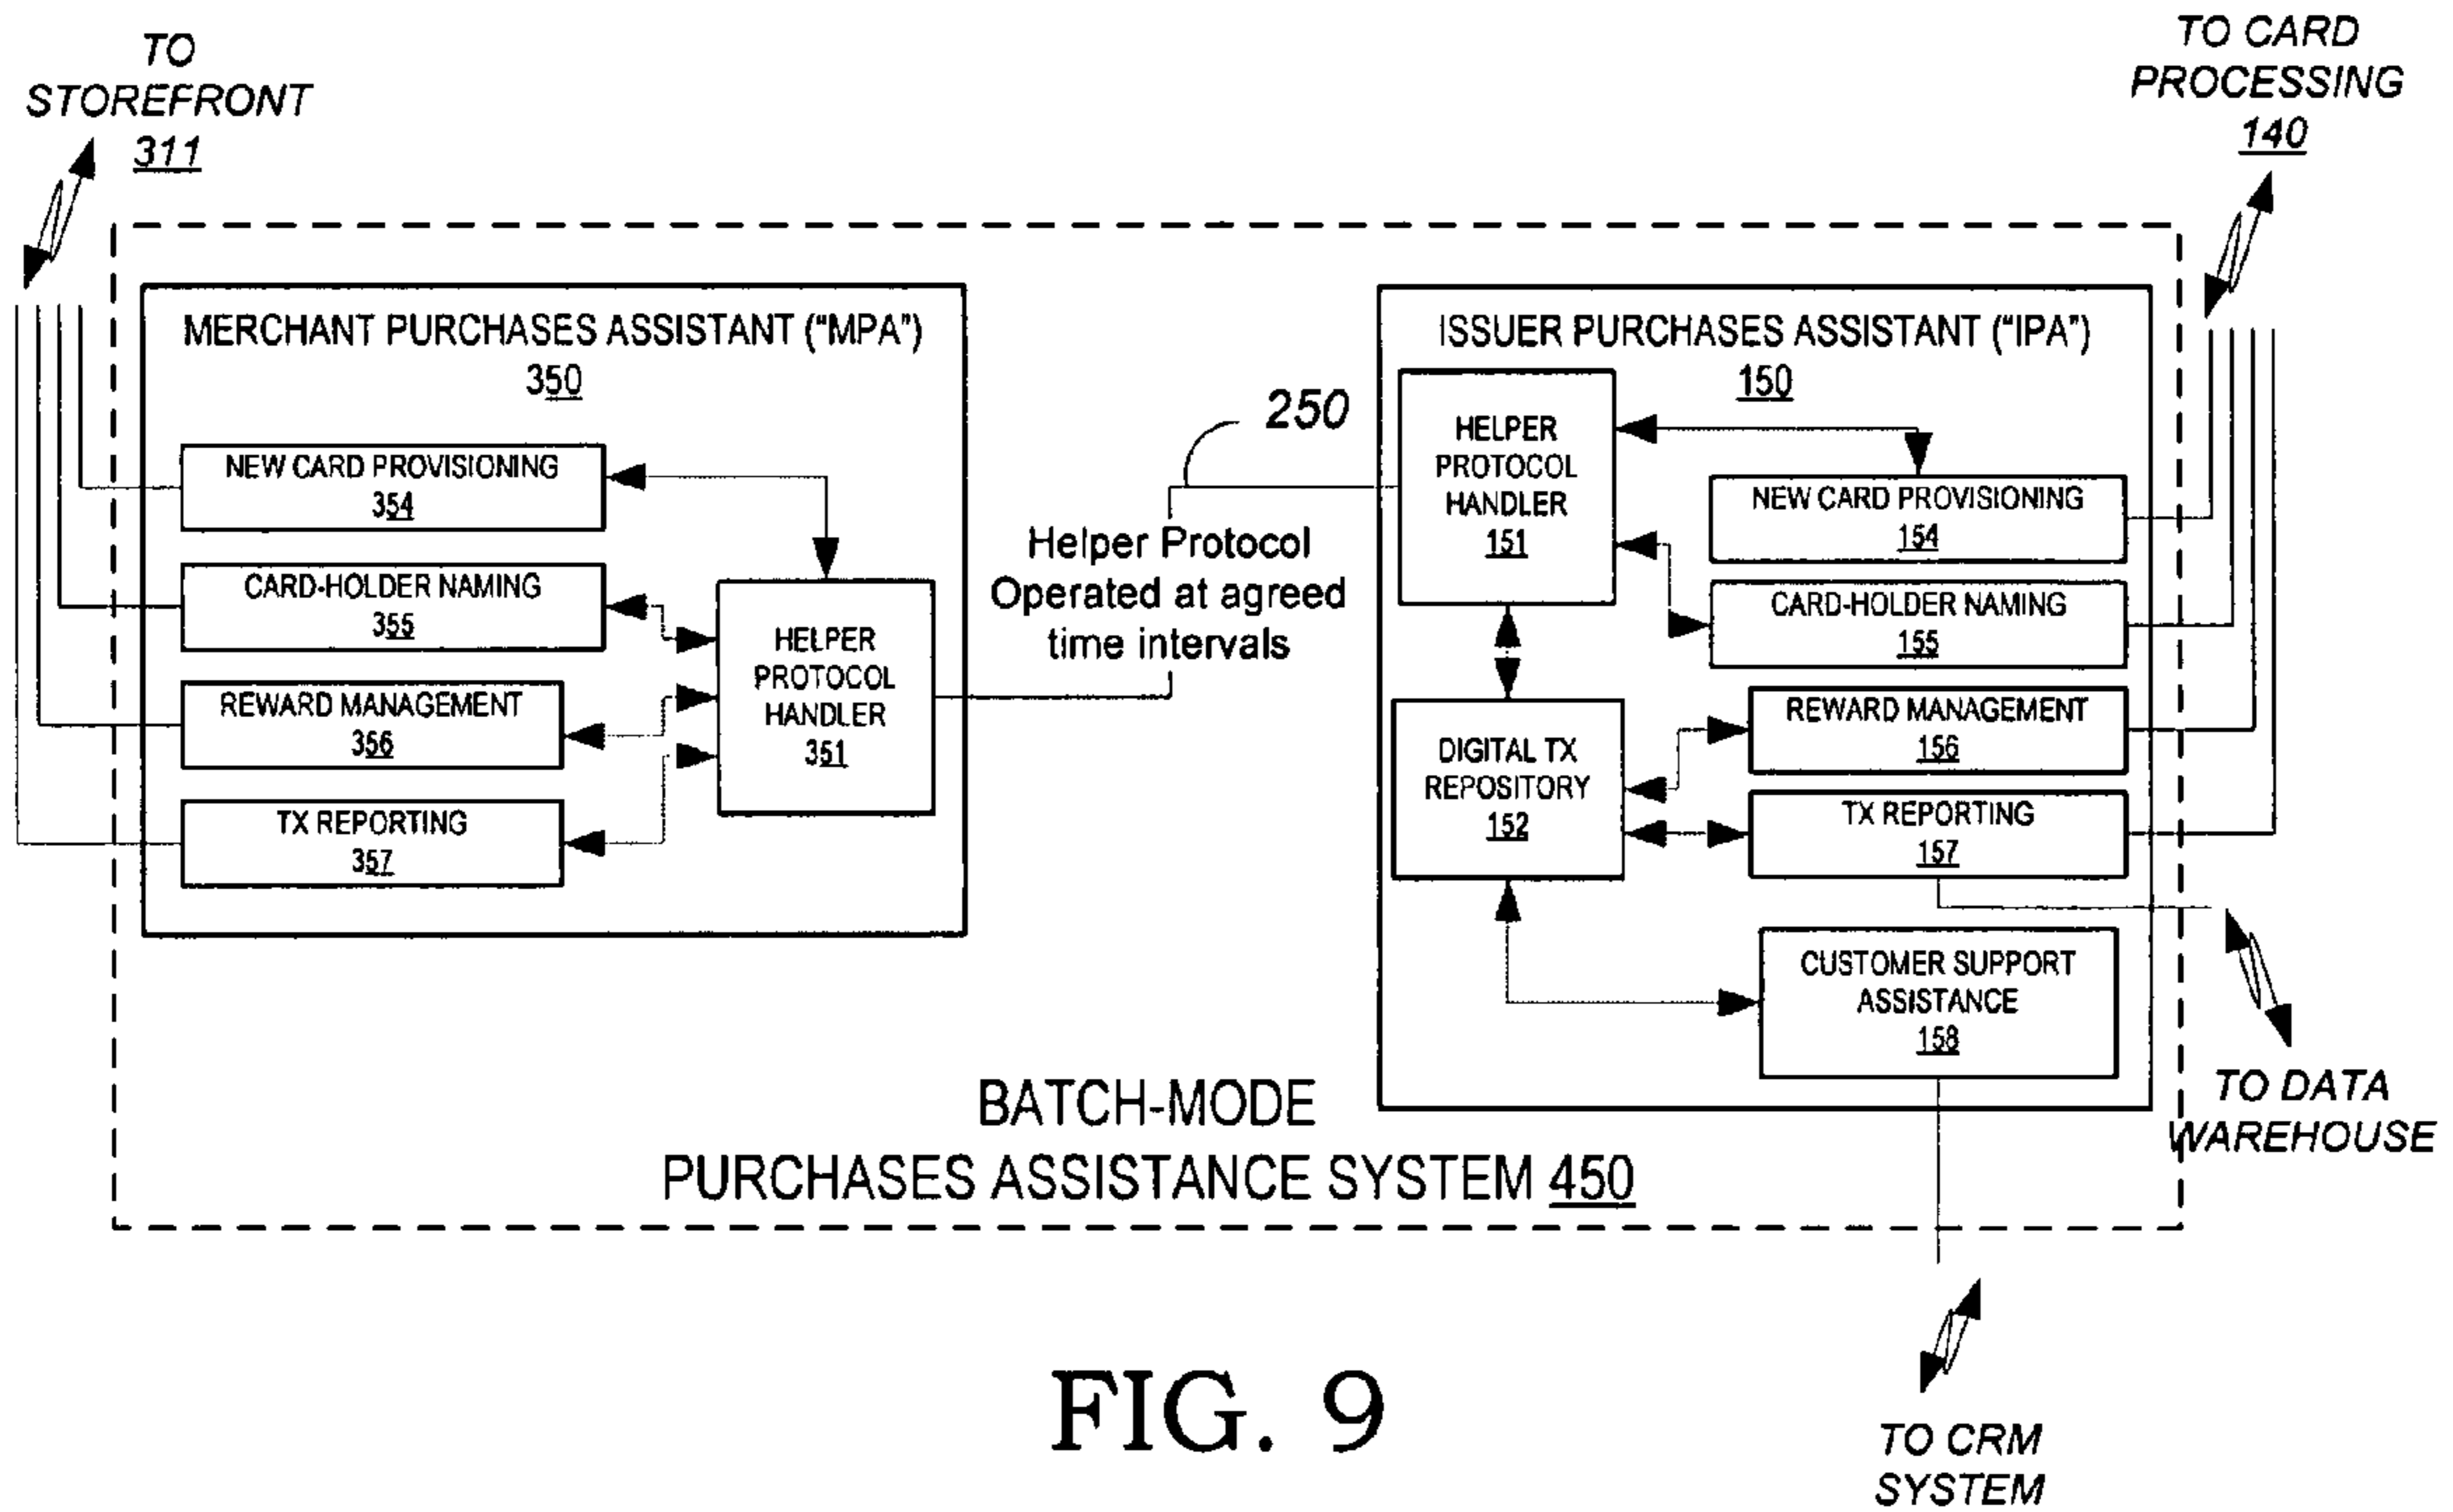 TO
STOREFRONT
311
TO CARD
PROCESSING
140
MERCHANT PURCHASES ASSISTANT ("MPA")
350
NEW CARD PROVISIONING
354
CARD-HOLDER NAMING
355
REWARD MANAGEMENT
356
TX REPORTING
357
HELPER
PROTOCOL
HANDLER
351
250
Helper Protocol
Operated at agreed
time intervals
ISSUER PURCHASES ASSISTANT ("IPA")
150
HELPER
PROTOCOL
HANDLER
151
NEW CARD PROVISIONING
154
CARD-HOLDER NAMING
155
DIGITAL TX
REPOSITORY
152
REWARD MANAGEMENT
156
TX REPORTING
157
CUSTOMER SUPPORT
ASSISTANCE
158
TO DATA
WAREHOUSE
BATCH-MODE
PURCHASES ASSISTANCE SYSTEM 450
TO CRM
SYSTEM
FIG. 9